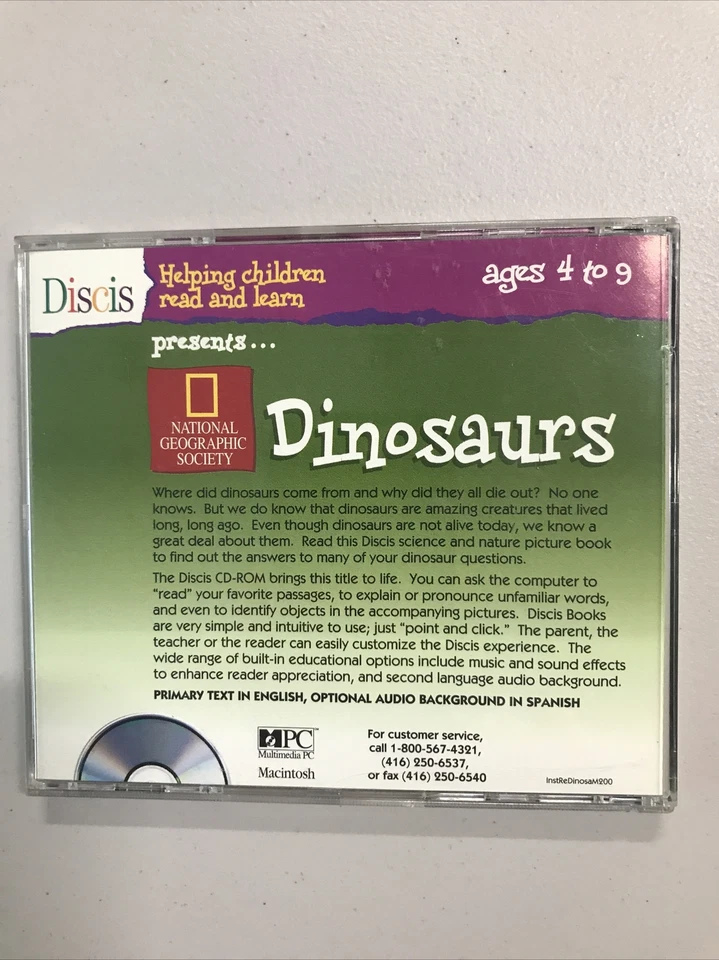 Discis
Helping children
read and learn
ages 4 to 9
presents...
NATIONAL
GEOGRAPHIC
SOCIETY
Dinosaurs
Where did dinosaurs come from and why did they all die out? No one
knows. But we do know that dinosaurs are amazing creatures that lived
long, long ago. Even though dinosaurs are not alive today, we know a
great deal about them. Read this Discis science and nature picture book
to find out the answers to many of your dinosaur questions.
The Discis CD-ROM brings this title to life. You can ask the computer to
“read” your favorite passages, to explain or pronounce unfamiliar words,
and even to identify objects in the accompanying pictures. Discis Books
are very simple and intuitive to use; just “point and click.” The parent, the
teacher or the reader can easily customize the Discis experience. The
wide range of built-in educational options include music and sound effects
to enhance reader appreciation, and second language audio background.
PRIMARY TEXT IN ENGLISH, OPTIONAL AUDIO BACKGROUND IN SPANISH
MPC™
Multimedia PC
Macintosh
For customer service,
call 1-800-567-4321,
(416) 250-6537,
or fax (416) 250-6540
InstReDinosaM200